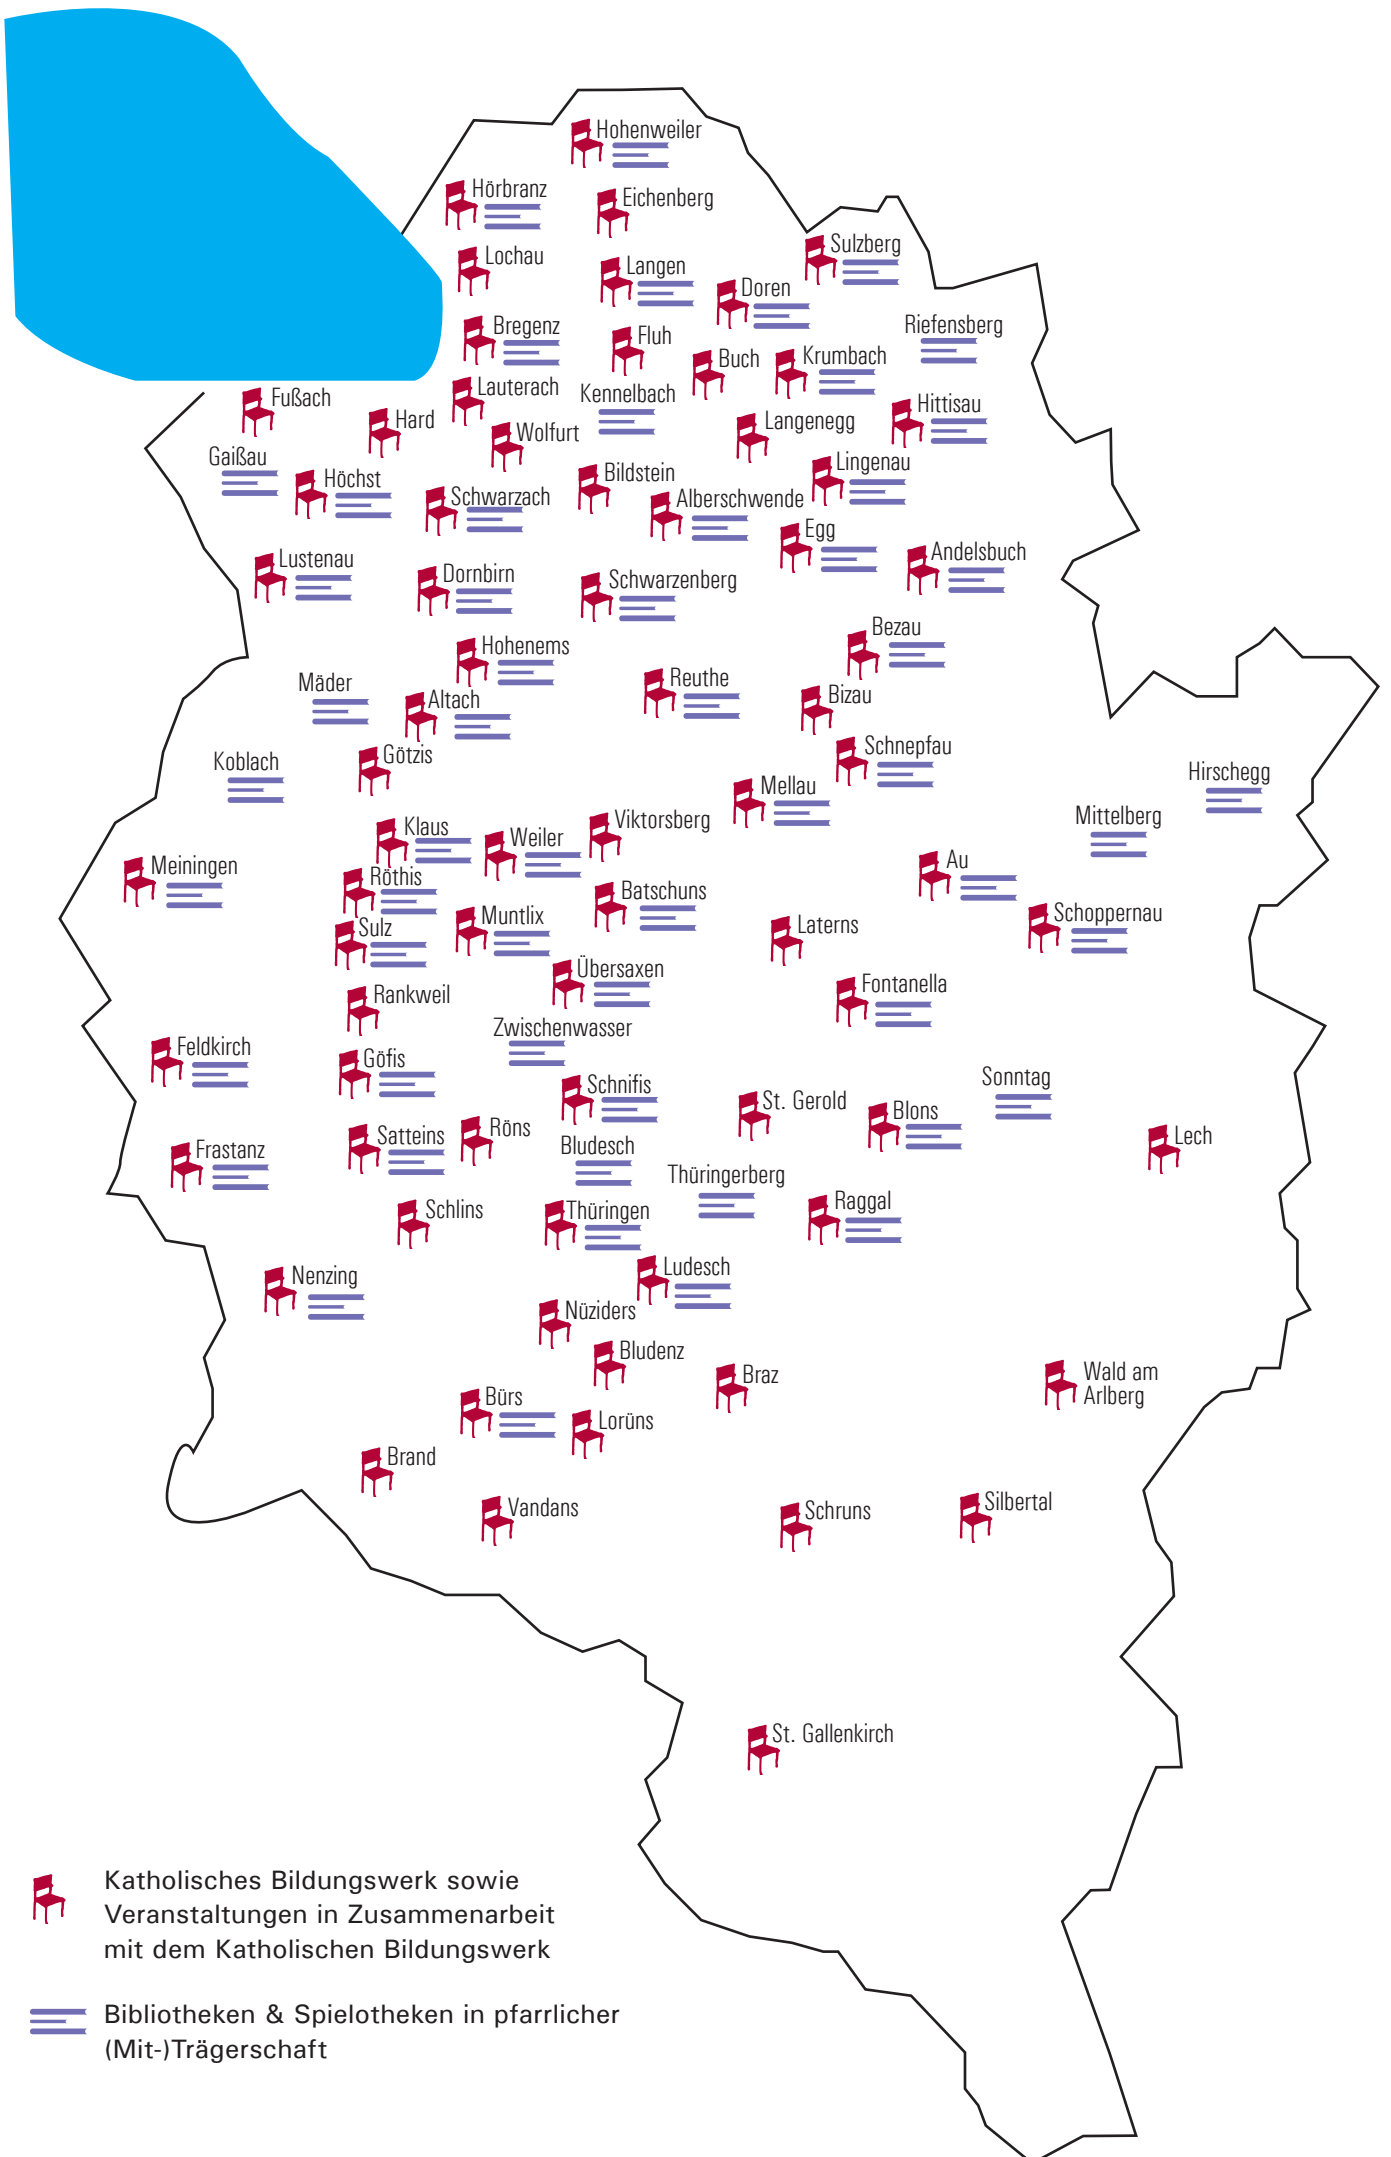 Hohenweiler
Hörbranz
Eichenberg
Sulzberg
Lochau
Langen
Doren
Riefensberg
Bregenz
Fluh
Buch
Krumbach
Lauterach
Kennelbach
Fußach
Hard
Hittisau
Langenegg
Wolfurt
Gaißau
Höchst
Lingenau
Bildstein
Schwarzach
Alberschwende
Egg
Andelsbuch
Lustenau
Dornbirn
Schwarzenberg
Bezau
Hohenems
Mäder
Reuthe
Altach
Bizau
Götzis
Schnepfau
Koblach
Hirschegg
Mellau
Mittelberg
Viktorsberg
Klaus
Weiler
Meiningen
Au
Röthis
Batschuns
Schoppernau
Muntlix
Sulz
Laterns
Übersaxen
Fontanella
Rankweil
Zwischenwasser
Feldkirch
Göfis
Sonntag
Schnifis
St. Gerold
Blons
Röns
Satteins
Lech
Frastanz
Bludesch
Thüringerberg
Raggal
Schlins
Thüringen
Ludesch
Nenzing
Nüziders
Bludenz
Braz
Wald am
Arlberg
Bürs
Lorüns
Brand
Vandans
Schruns
Silbertal
St. Gallenkirch
Katholisches Bildungswerk sowie
Veranstaltungen in Zusammenarbeit
mit dem Katholischen Bildungswerk
Bibliotheken & Spielotheken in pfarrlicher
(Mit-)Trägerschaft